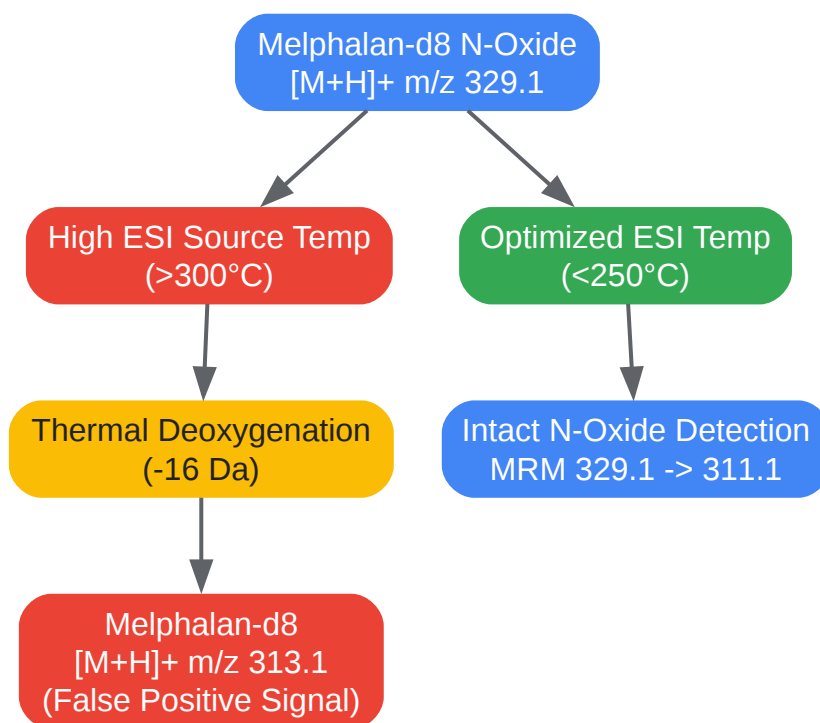 Melphalan-d8 N-Oxide
[M+H]+ m/z 329.1
High ESI Source Temp
(>300°C)
Optimized ESI Temp
(<250°C)
Thermal Deoxygenation
(-16 Da)
Intact N-Oxide Detection
MRM 329.1 -> 311.1
Melphalan-d8
[M+H]+ m/z 313.1
(False Positive Signal)